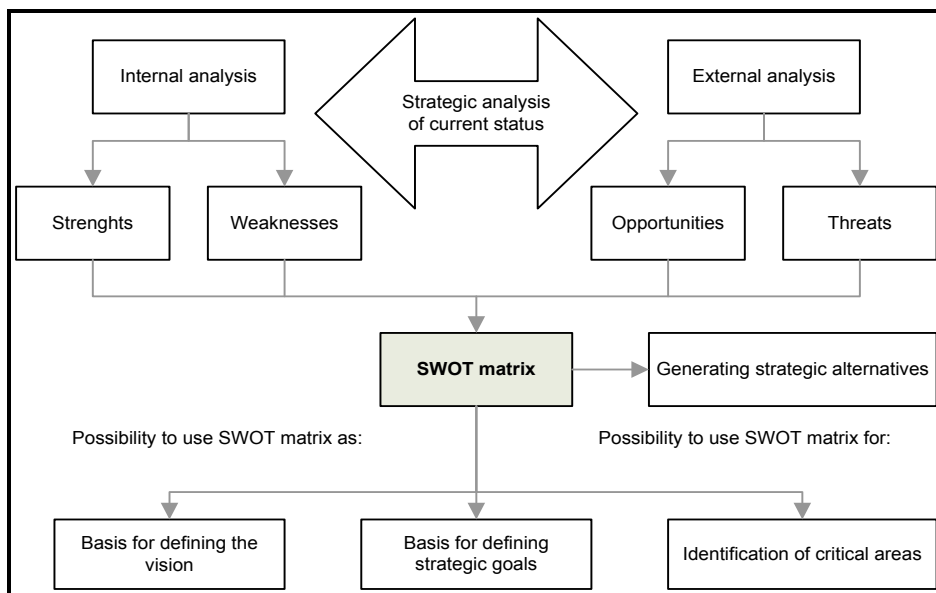 Internal analysis
Strategic analysis
of current status
External analysis
Strenghts
Weaknesses
Opportunities
Threats
SWOT matrix
Generating strategic alternatives
Possibility to use SWOT matrix as:
Possibility to use SWOT matrix for:
Basis for defining the
vision
Basis for defining
strategic goals
Identification of critical areas